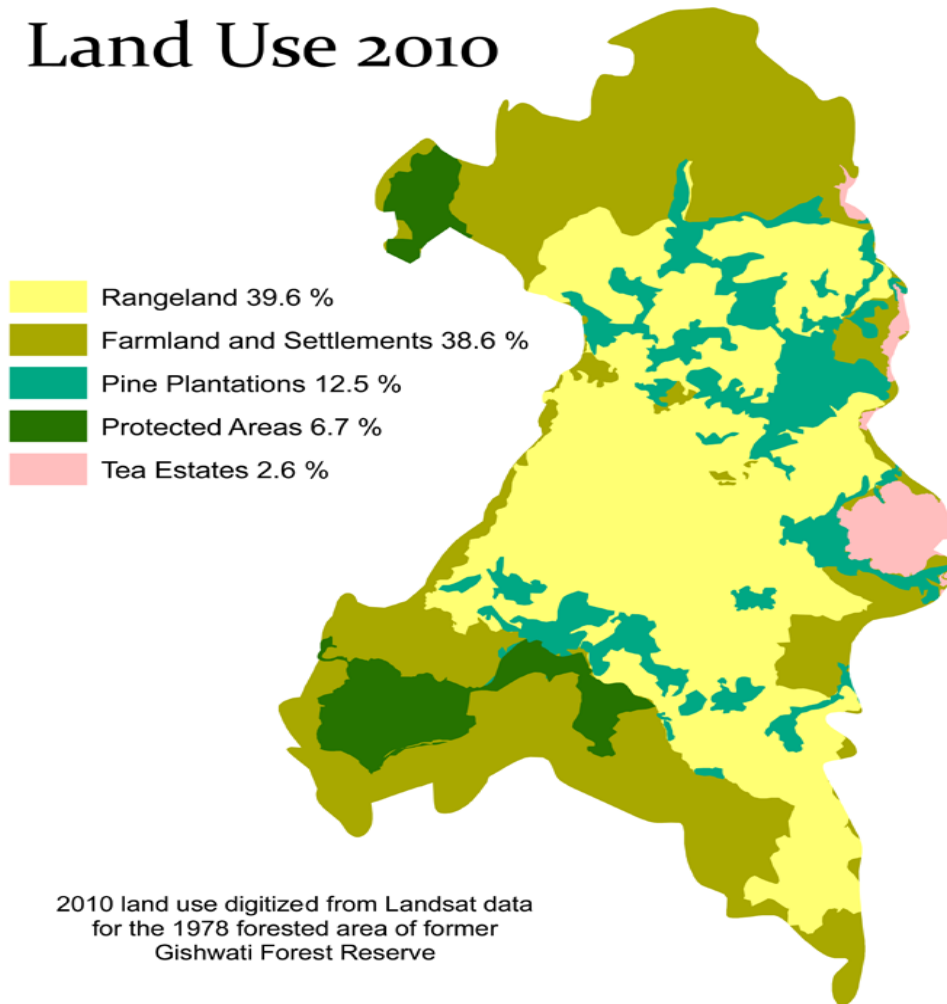 Land Use 2010
Rangeland 39.6 %
Farmland and Settlements 38.6 %
Pine Plantations 12.5 %
Protected Areas 6.7 %
Tea Estates 2.6 %
2010 land use digitized from Landsat data
for the 1978 forested area of former
Gishwati Forest Reserve